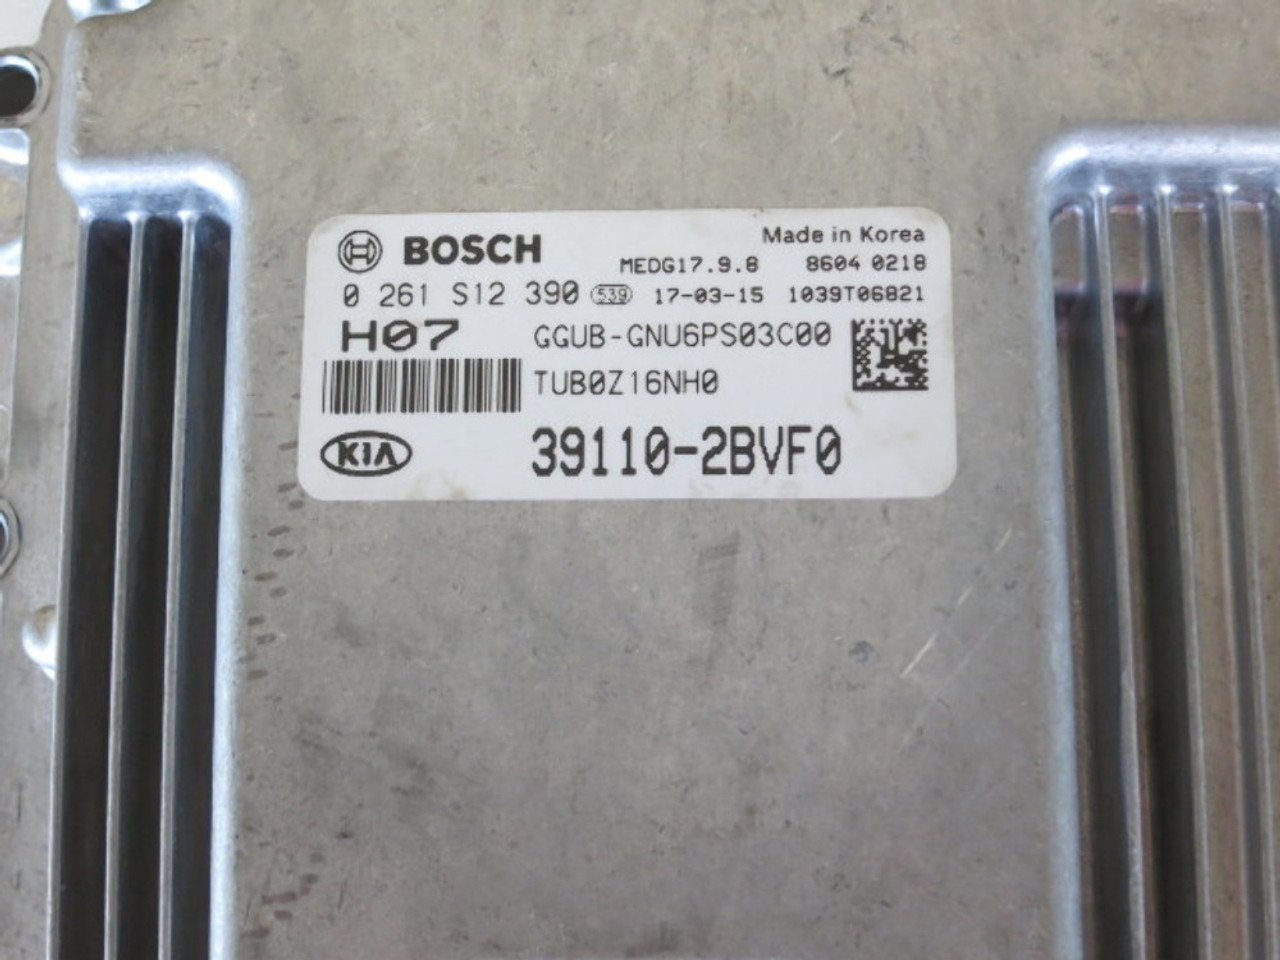 BOSCH
Made in Korea
MEDG17.9.8 8604 0218
0 261 S12 390 539 17-03-15 1039T06821
H07 GGUB-GNU6PS03C00
TUB0Z16NH0
KIA 39110-2BVF0